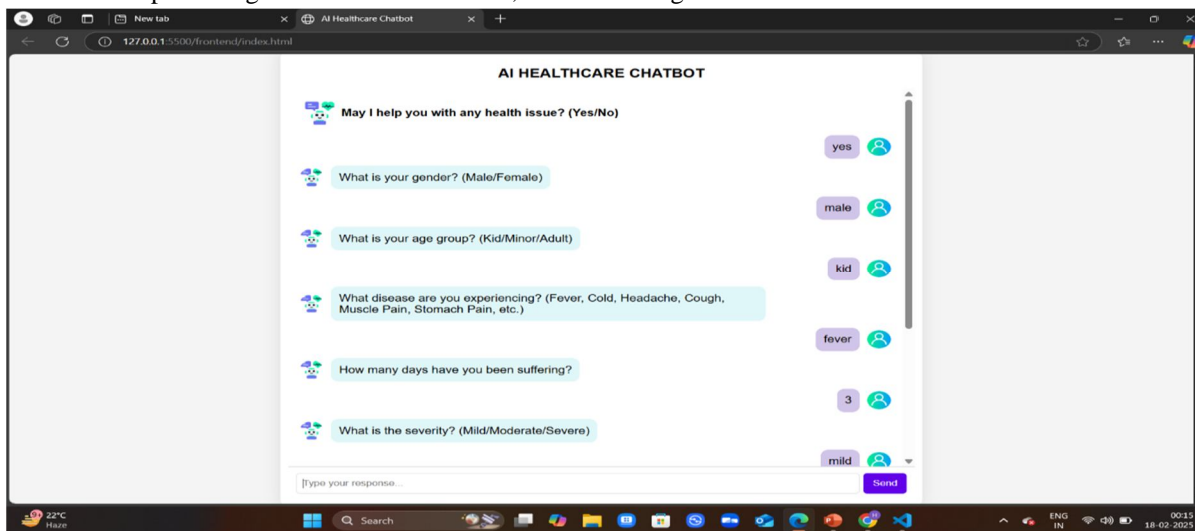 New tab
AI Healthcare Chatbot
127.0.0.1:5500/frontend/index.html
AI HEALTHCARE CHATBOT
May I help you with any health issue? (Yes/No)
yes
What is your gender? (Male/Female)
male
What is your age group? (Kid/Minor/Adult)
kid
What disease are you experiencing? (Fever, Cold, Headache, Cough,
Muscle Pain, Stomach Pain, etc.)
fever
How many days have you been suffering?
3
What is the severity? (Mild/Moderate/Severe)
mild
Type your response...
Send
22°C
Haze
Search
ENG
IN
00:15
18-02-2025